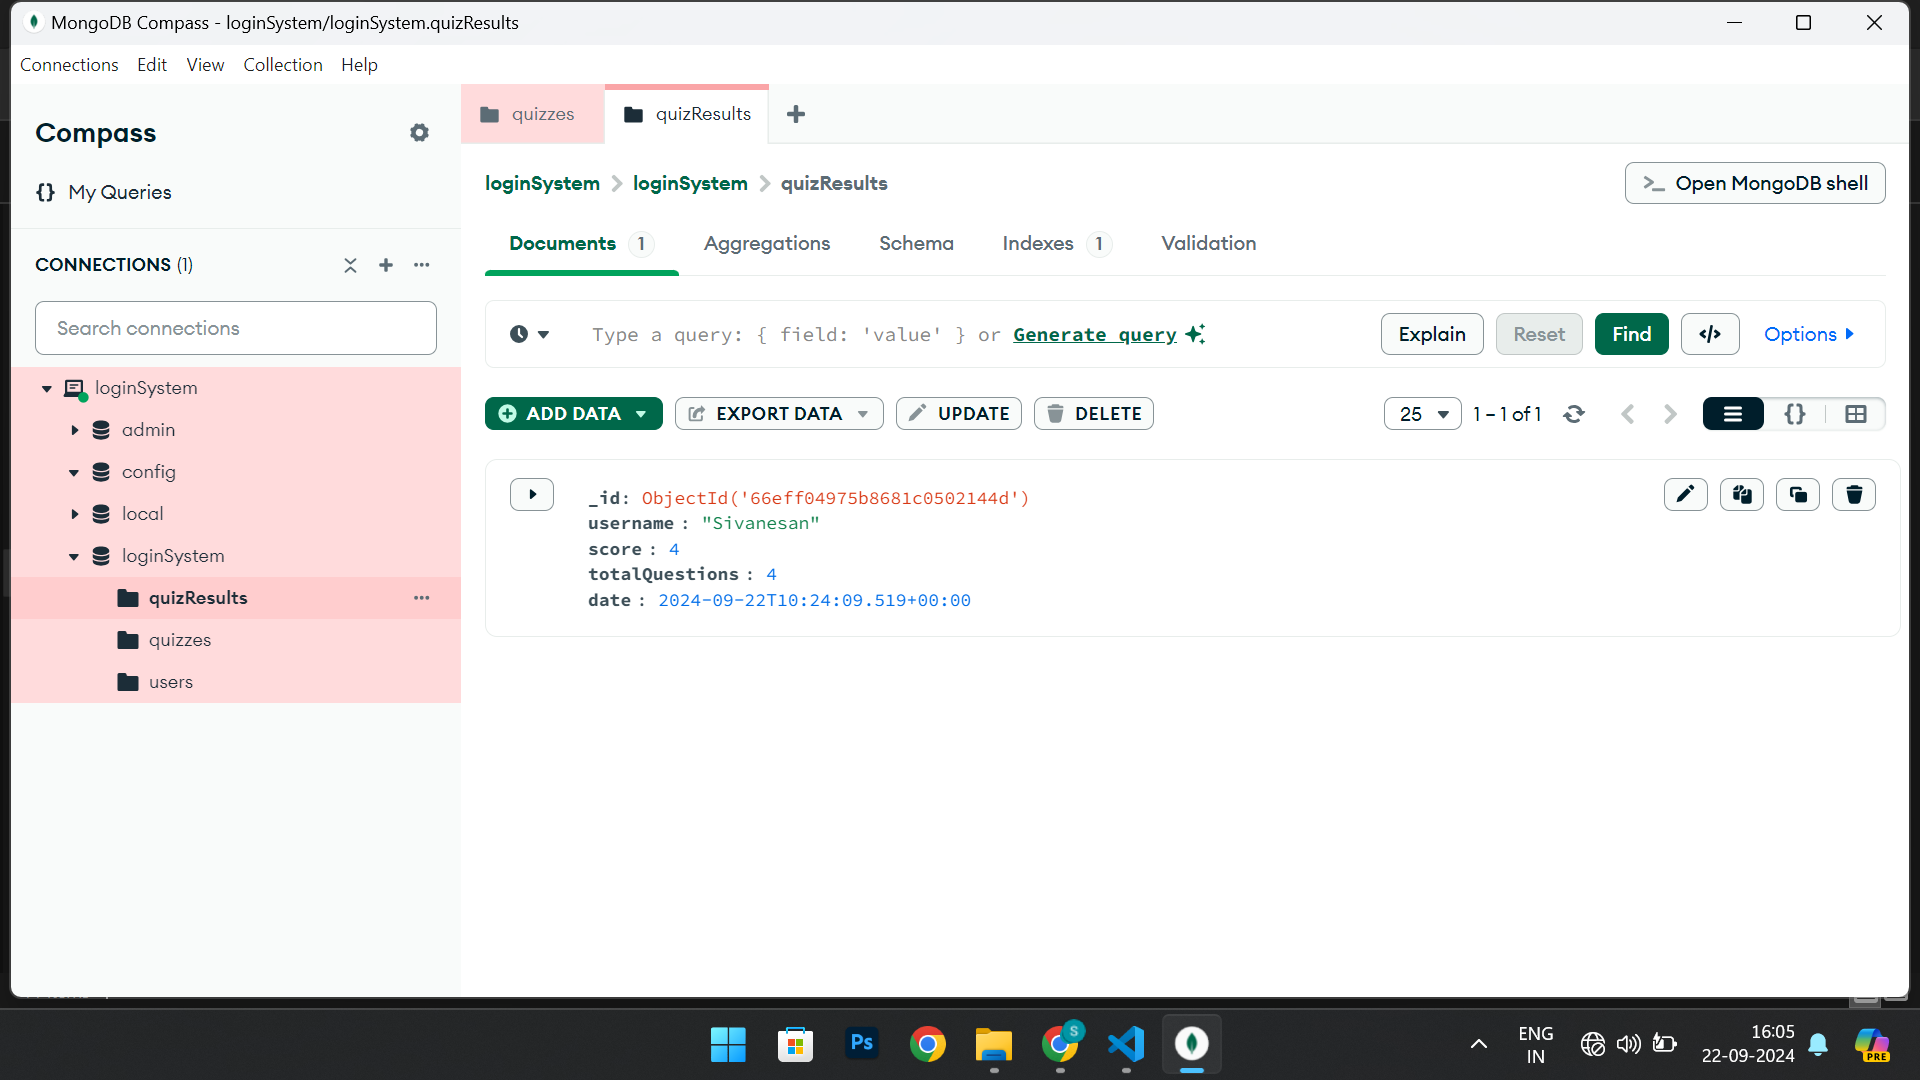 MongoDB Compass - loginSystem/loginSystem.quizResults
Connections Edit View Collection Help
Compass
{} My Queries
CONNECTIONS (1)
Search connections
loginSystem
admin
config
local
loginSystem
quizResults
quizzes
users
quizzes quizResults
loginSystem loginSystem quizResults
Open MongoDB shell
Documents 1 Aggregations Schema Indexes 1 Validation
Type a query: { field: 'value' } or Generate query
Explain Reset Find </> Options
ADD DATA EXPORT DATA UPDATE DELETE
25 1 – 1 of 1 {}
_id: ObjectId('66eff04975b8681c0502144d')
username : "Sivanesan"
score : 4
totalQuestions : 4
date : 2024-09-22T10:24:09.519+00:00
Ps
S
ENG
IN
16:05
22-09-2024
PRE